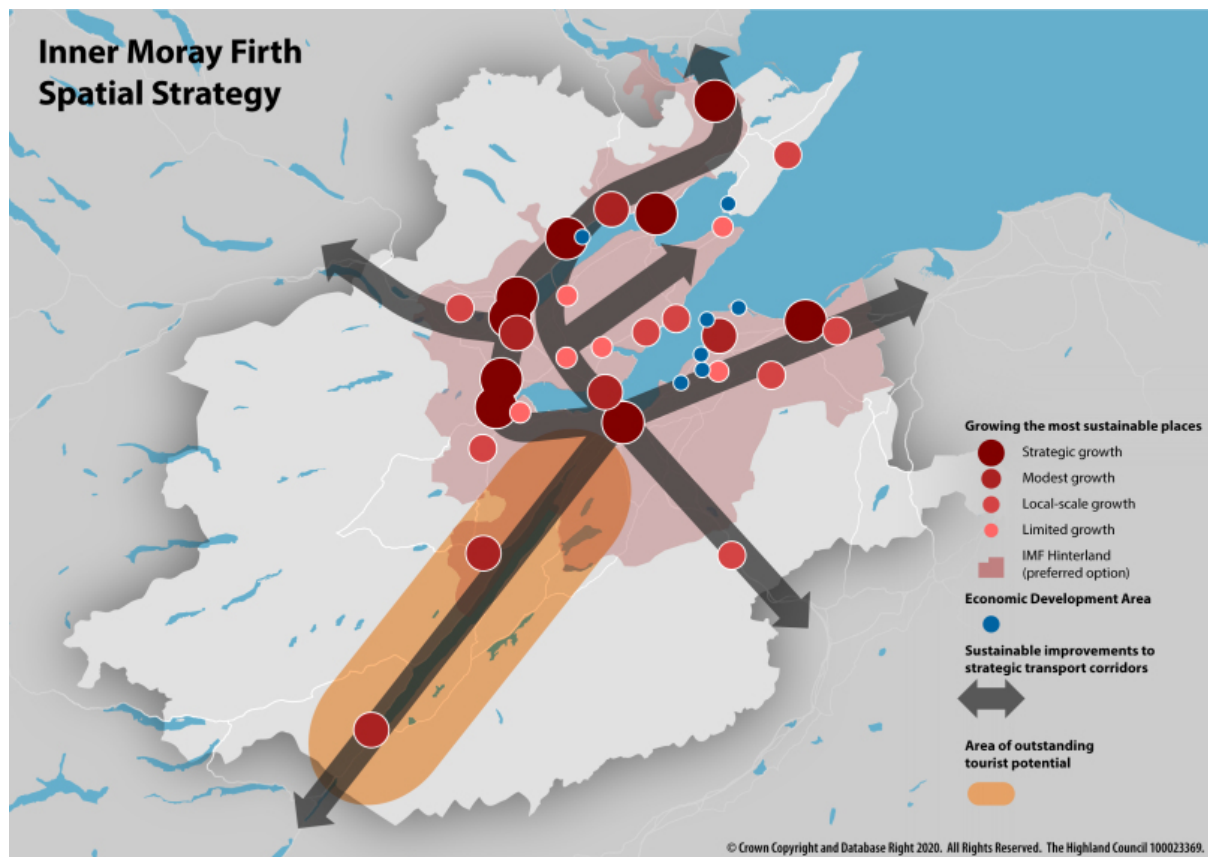 Inner Moray Firth
Spatial Strategy
Growing the most sustainable places
Strategic growth
Modest growth
Local-scale growth
Limited growth
IMF Hinterland
(preferred option)
Economic Development Area
Sustainable improvements to
strategic transport corridors
Area of outstanding
tourist potential
© Crown Copyright and Database Right 2020. All Rights Reserved. The Highland Council 100023369.